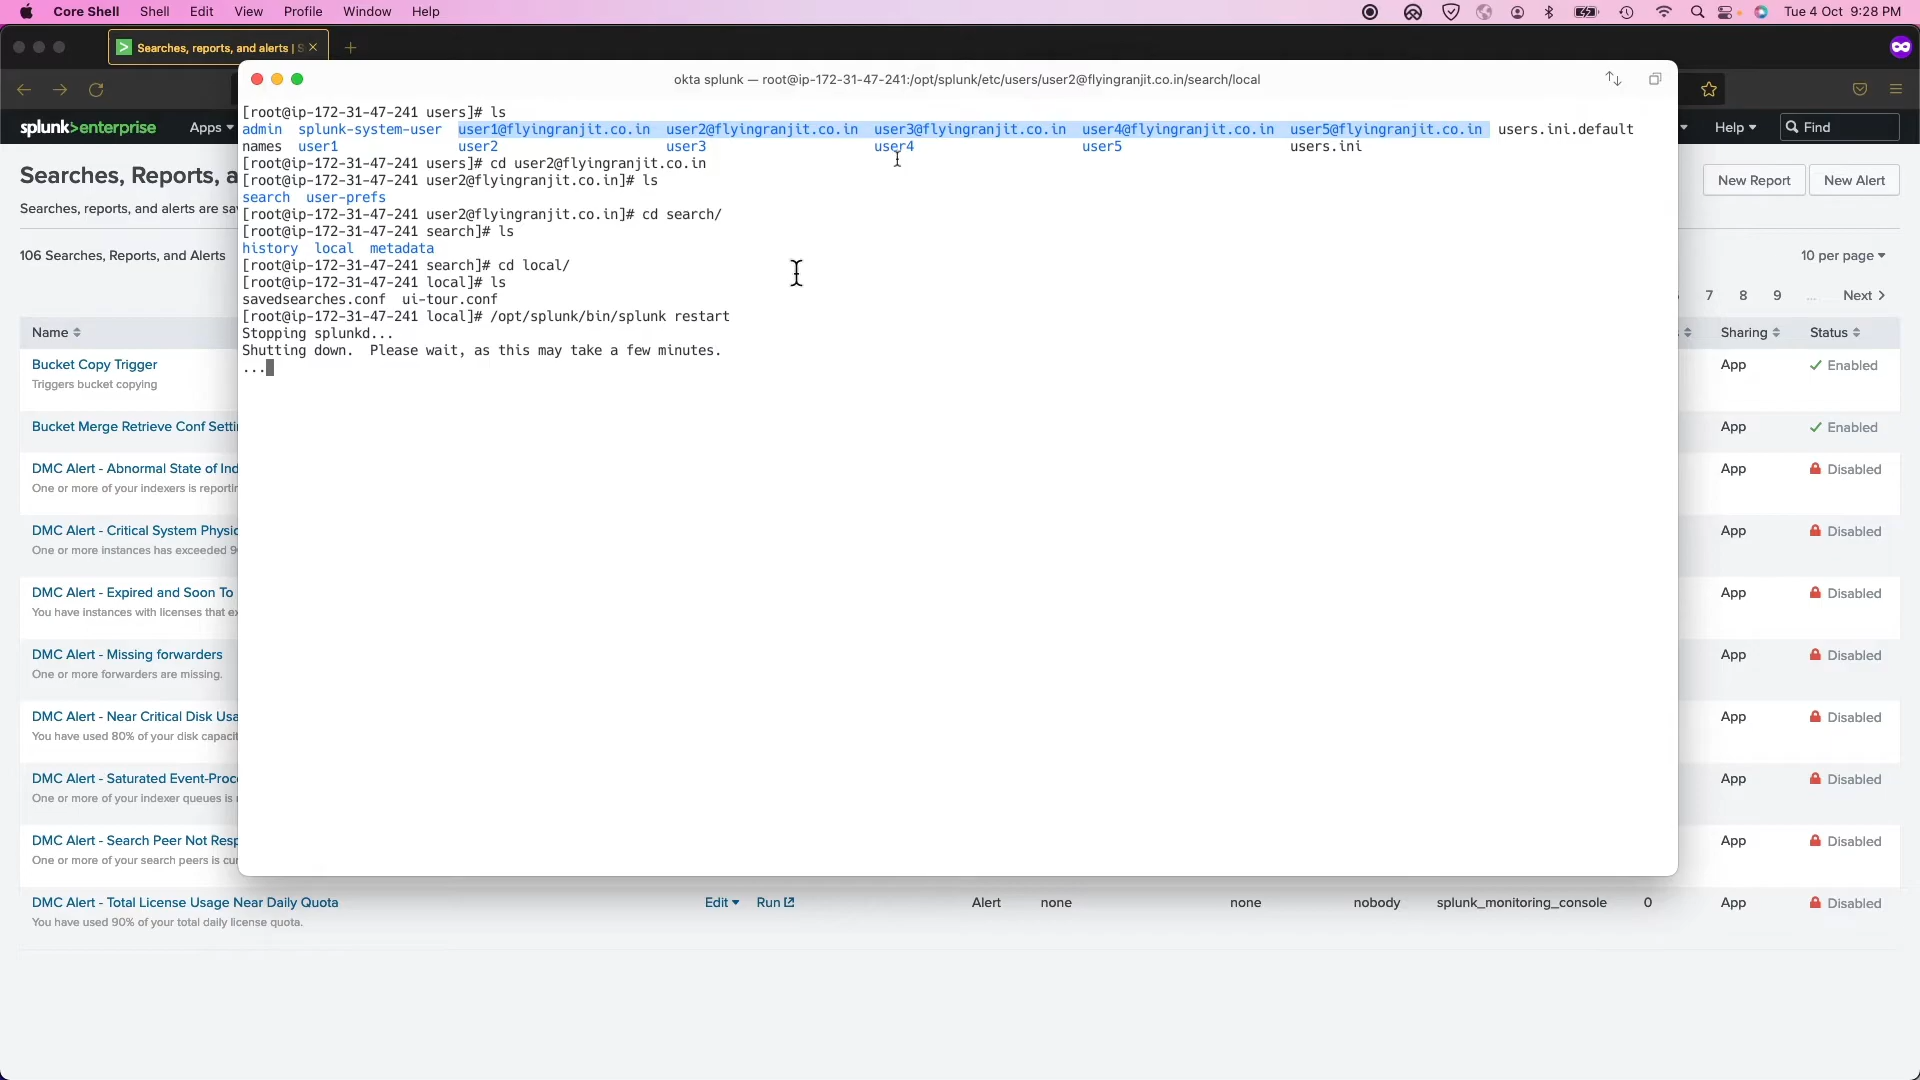 Core Shell Shell Edit View Profile Window Help Tue 4 Oct 9:28 PM
Searches, reports, and alerts | S
okta splunk — root@ip-172-31-47-241:/opt/splunk/etc/users/user2@flyingranjit.co.in/search/local
splunk>enterprise Apps Help Find
[root@ip-172-31-47-241 users]# ls
admin splunk-system-user user1@flyingranjit.co.in user2@flyingranjit.co.in user3@flyingranjit.co.in user4@flyingranjit.co.in user5@flyingranjit.co.in users.ini.default
names user1 user2 user3 user4 user5 users.ini
[root@ip-172-31-47-241 users]# cd user2@flyingranjit.co.in
[root@ip-172-31-47-241 user2@flyingranjit.co.in]# ls
search user-prefs
[root@ip-172-31-47-241 user2@flyingranjit.co.in]# cd search/
[root@ip-172-31-47-241 search]# ls
history local metadata
[root@ip-172-31-47-241 search]# cd local/
[root@ip-172-31-47-241 local]# ls
savedsearches.conf ui-tour.conf
[root@ip-172-31-47-241 local]# /opt/splunk/bin/splunk restart
Stopping splunkd...
Shutting down. Please wait, as this may take a few minutes.
...
Searches, Reports, a
New Report New Alert
Searches, reports, and alerts are sa
106 Searches, Reports, and Alerts
10 per page
7 8 9 ... Next >
Name Sharing Status
Bucket Copy Trigger App Enabled
Triggers bucket copying
Bucket Merge Retrieve Conf Setti App Enabled
DMC Alert - Abnormal State of Ind App Disabled
One or more of your indexers is reportin
DMC Alert - Critical System Physic App Disabled
One or more instances has exceeded 9
DMC Alert - Expired and Soon To App Disabled
You have instances with licenses that ex
DMC Alert - Missing forwarders App Disabled
One or more forwarders are missing.
DMC Alert - Near Critical Disk Usa App Disabled
You have used 80% of your disk capacit
DMC Alert - Saturated Event-Proc App Disabled
One or more of your indexer queues is
DMC Alert - Search Peer Not Resp App Disabled
One or more of your search peers is cur
DMC Alert - Total License Usage Near Daily Quota Edit Run Alert none none nobody splunk_monitoring_console 0 App Disabled
You have used 90% of your total daily license quota.